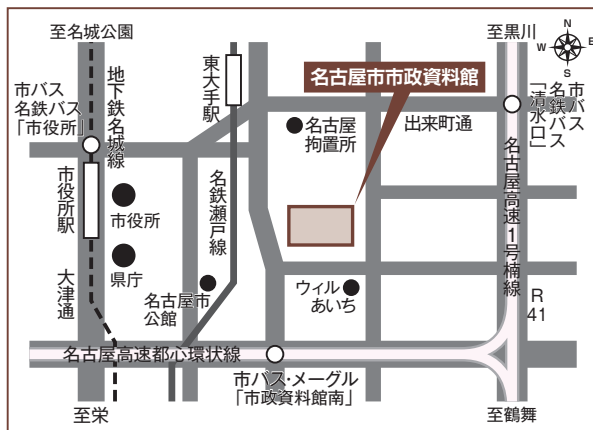 至名城公園
至黒川
N
W
E
S
市バス
名鉄バス
「市役所」
地下鉄名城線
東大手駅
名古屋市市政資料館
市バス
名鉄バス
「清水口」
名古屋
拘置所
出来町通
市役所駅
市役所
名鉄瀬戸線
名古屋高速1号楠線
県庁
大津通
名古屋市
公館
ウィル
あいち
R
41
名古屋高速都心環状線
市バス・メーグル
「市政資料館南」
至栄
至鶴舞